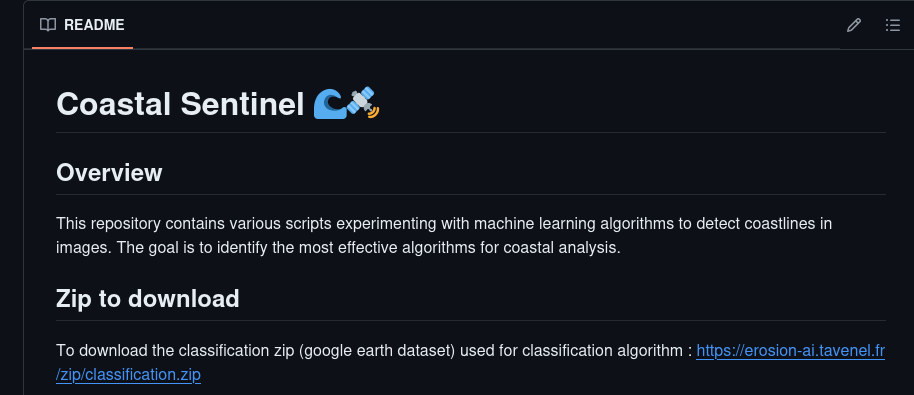 README
Coastal Sentinel 🌊🛰️
Overview
This repository contains various scripts experimenting with machine learning algorithms to detect coastlines in
images. The goal is to identify the most effective algorithms for coastal analysis.
Zip to download
To download the classification zip (google earth dataset) used for classification algorithm : https://erosion-ai.tavenel.fr
/zip/classification.zip